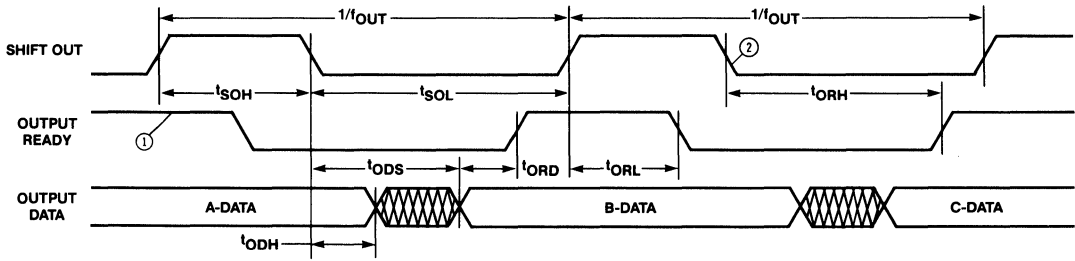 1/fOUT 1/fOUT
SHIFT OUT
②
tSOH tSOL tORH
OUTPUT
READY
①
tODS tORD tORL
OUTPUT
DATA
A-DATA B-DATA C-DATA
tODH